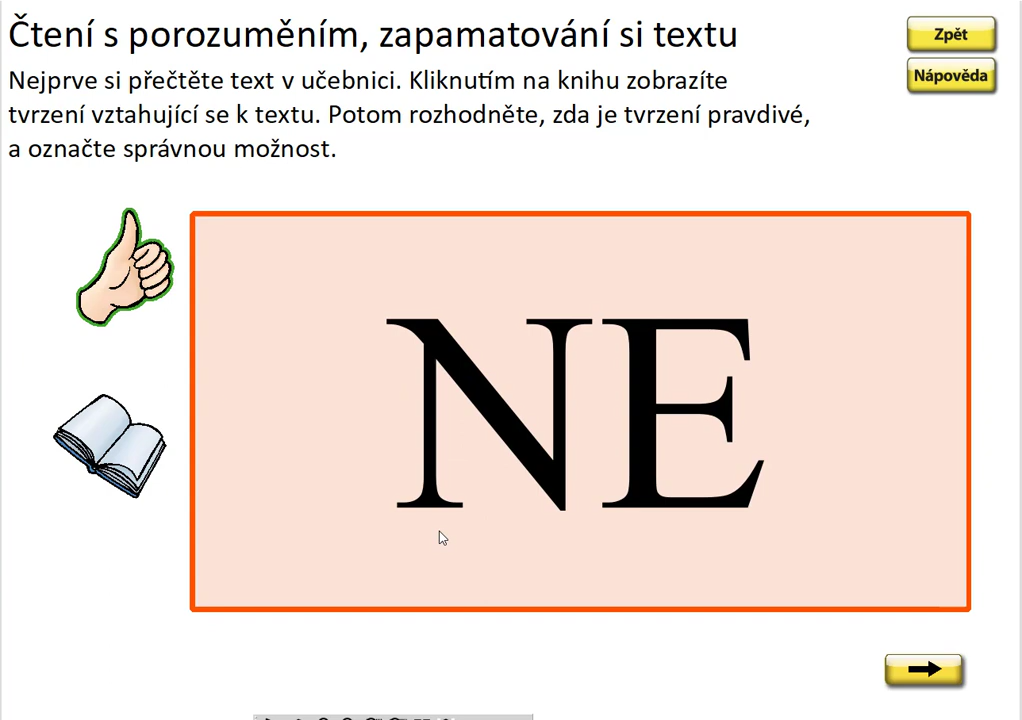 Čtení s porozuměním, zapamatování si textu
Zpět
Nápověda
Nejprve si přečtěte text v učebnici. Kliknutím na knihu zobrazíte
tvrzení vztahující se k textu. Potom rozhodněte, zda je tvrzení pravdivé,
a označte správnou možnost.
NE